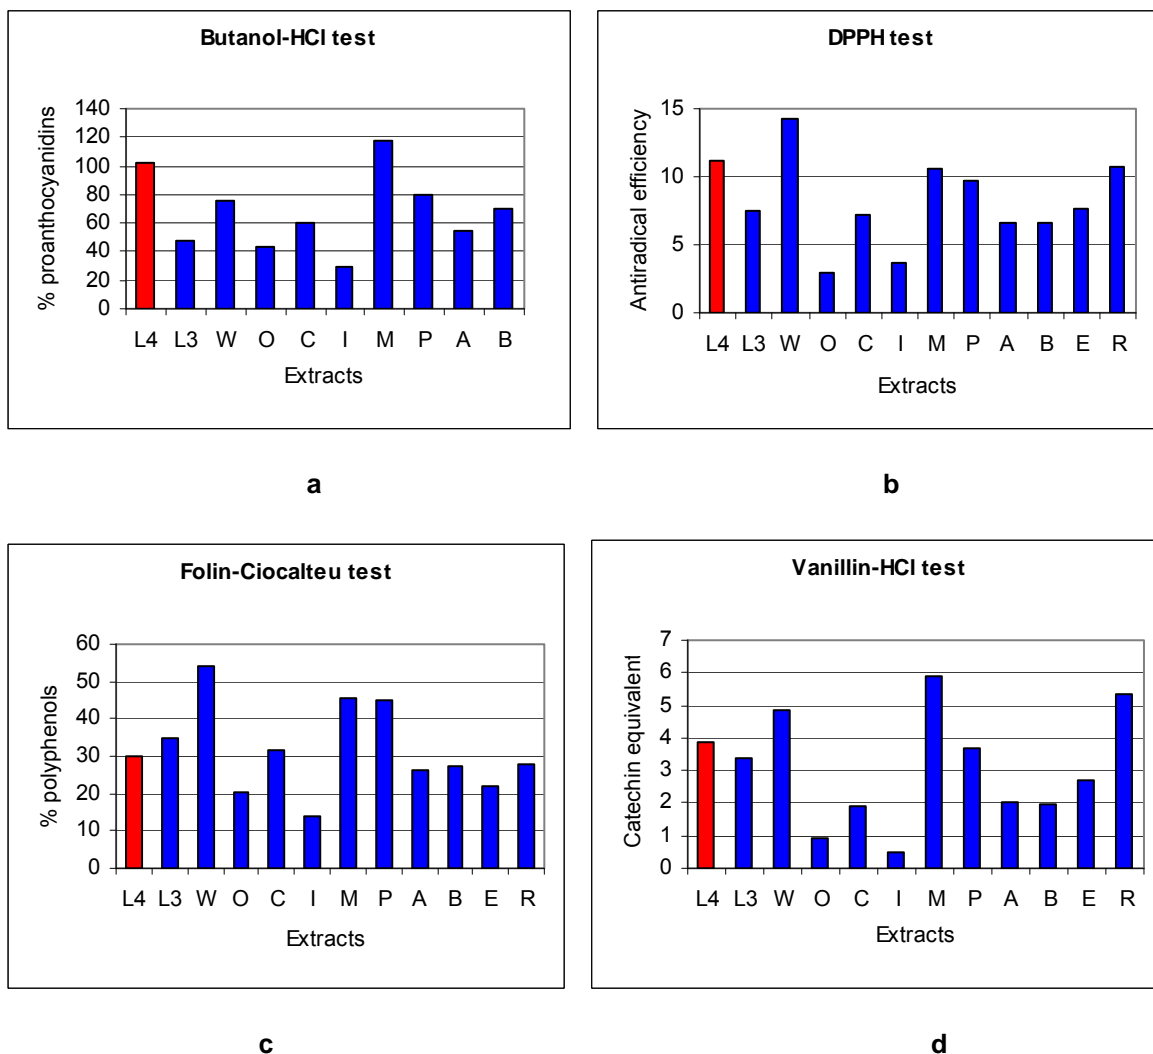 Butanol-HCl test
% proanthocyanidins
140
120
100
80
60
40
20
0
L4 L3 W O C I M P A B
Extracts
a
DPPH test
Antiradical efficiency
15
10
5
0
L4 L3 W O C I M P A B E R
Extracts
b
Folin-Ciocalteu test
% polyphenols
60
50
40
30
20
10
0
L4 L3 W O C I M P A B E R
Extracts
c
Vanillin-HCl test
Catechin equivalent
7
6
5
4
3
2
1
0
L4 L3 W O C I M P A B E R
Extracts
d